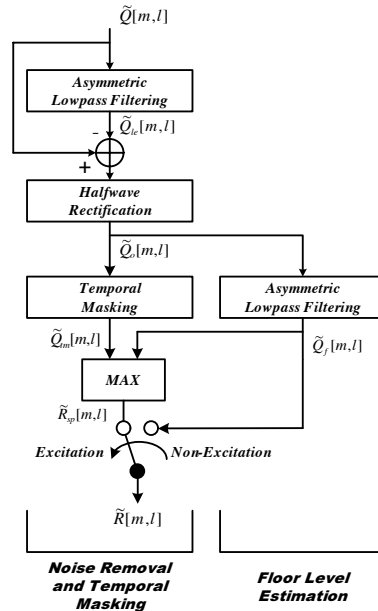 Q̃[m,l]
Asymmetric
Lowpass Filtering
-
Q̃le[m,l]
+
Halfwave
Rectification
Q̃o[m,l]
Temporal
Masking
Asymmetric
Lowpass Filtering
Q̃tm[m,l]
Q̃f[m,l]
MAX
R̃sp[m,l]
Excitation
Non-Excitation
R̃[m,l]
Noise Removal
and Temporal
Masking
Floor Level
Estimation